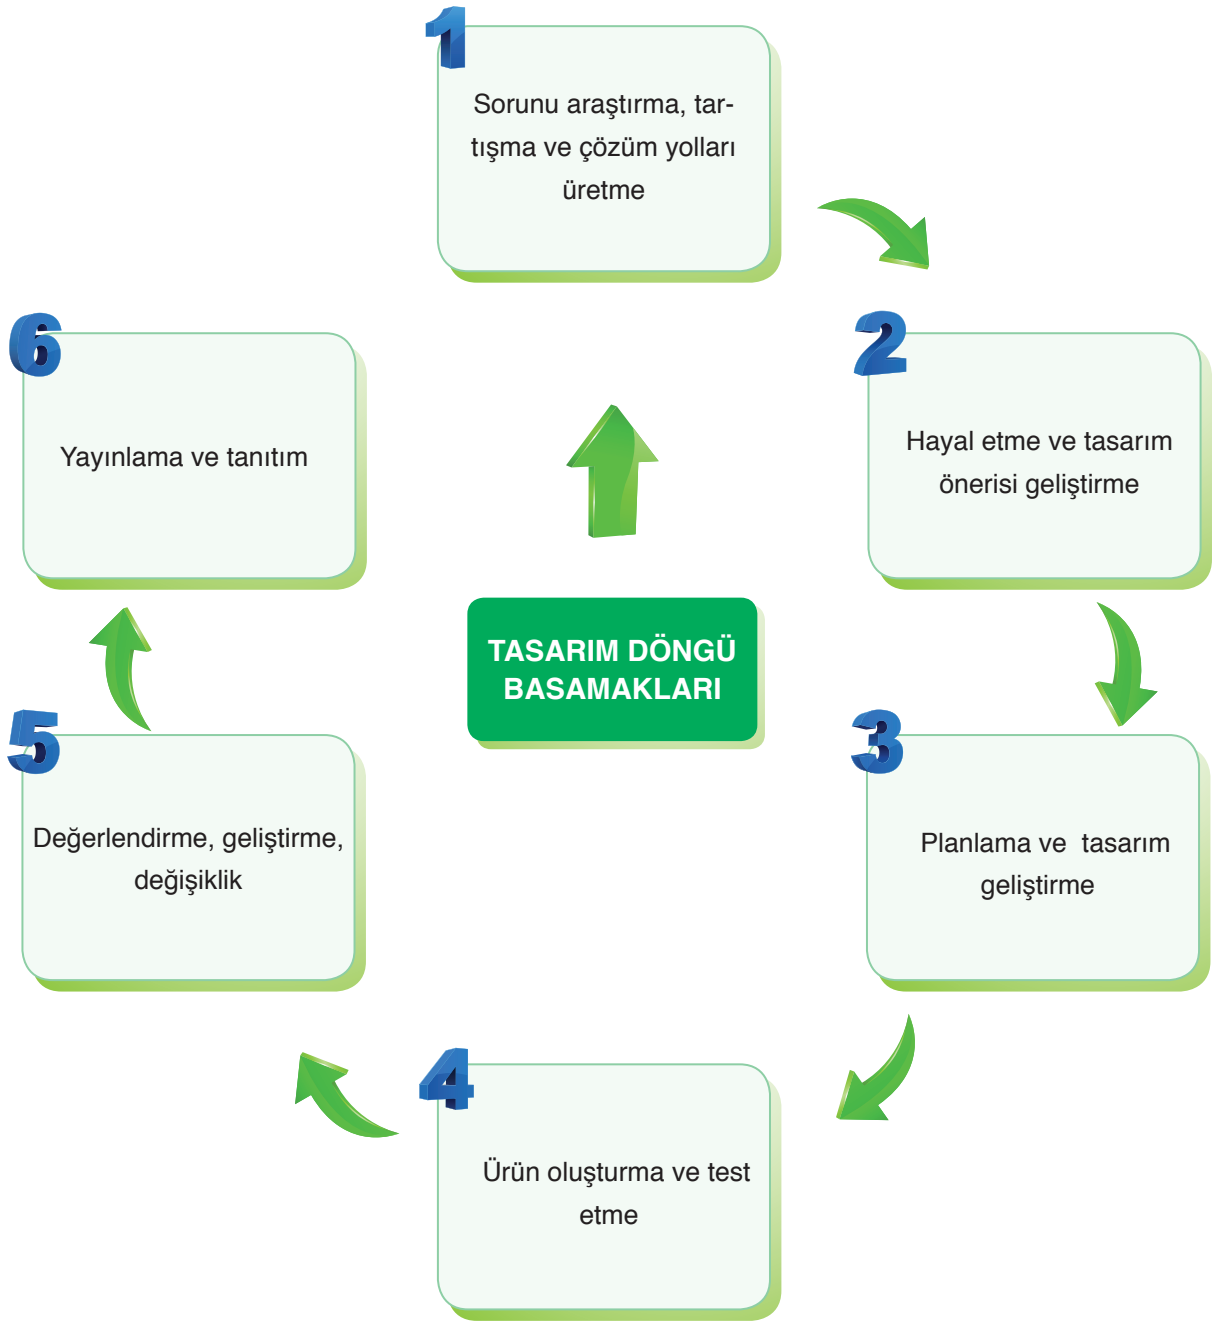 1
Sorunu araştırma, tar-
tışma ve çözüm yolları
üretme
2
Hayal etme ve tasarım
önerisi geliştirme
3
Planlama ve  tasarım
geliştirme
4
Ürün oluşturma ve test
etme
5
Değerlendirme, geliştirme,
değişiklik
6
Yayınlama ve tanıtım
TASARIM DÖNGÜ
BASAMAKLARI